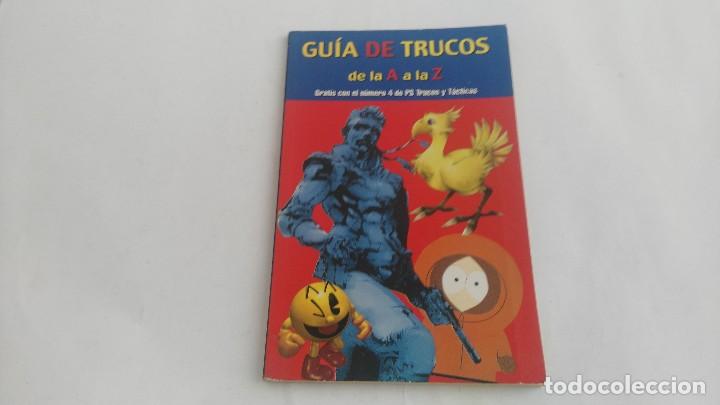 GUÍA DE TRUCOS
de la A a la Z
Gratis con el número 4 de PS Trucos y Tácticas
todocoleccion